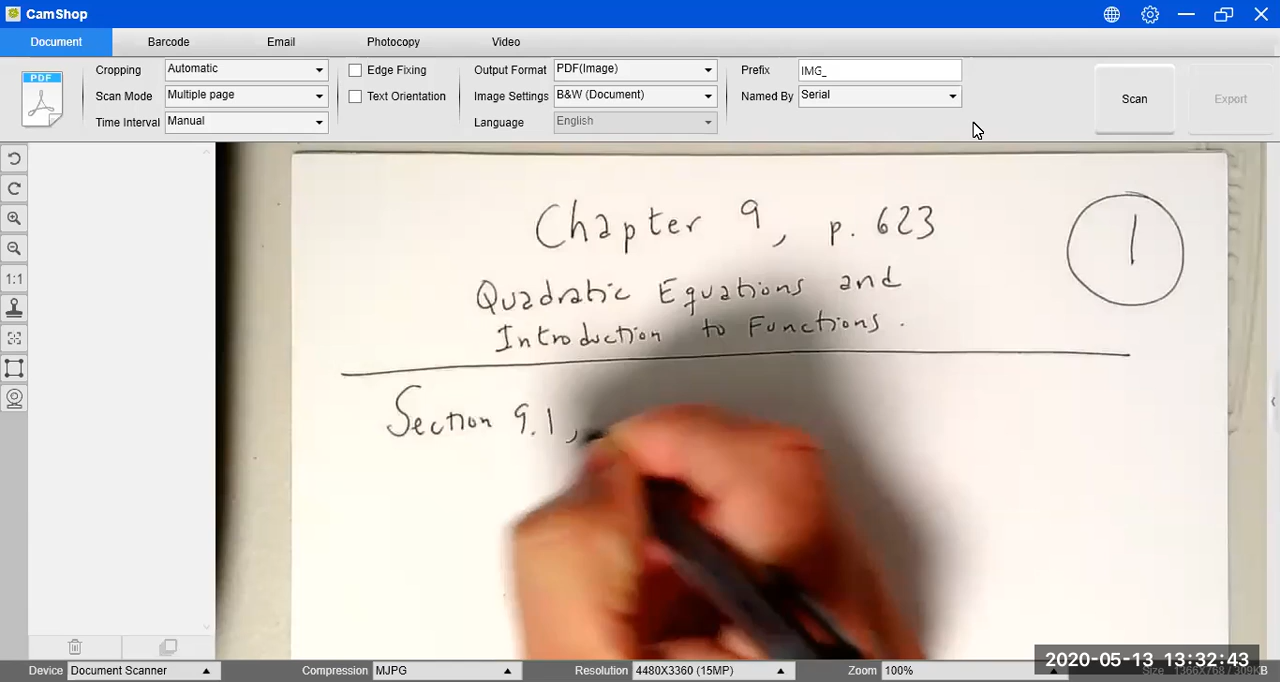 CamShop
Document Barcode Email Photocopy Video
PDF Cropping Automatic Edge Fixing Output Format PDF(Image) Prefix IMG_ Scan Export
Scan Mode Multiple page Text Orientation Image Settings B&W (Document) Named By Serial
Time Interval Manual Language English
1:1
Chapter 9, p. 623
1
Quadratic Equations and
Introduction to Functions.
Section 9.1,
2020-05-13 13:32:43
Device Document Scanner Compression MJPG Resolution 4480X3360 (15MP) Zoom 100% Size 1366X768 / 309KB